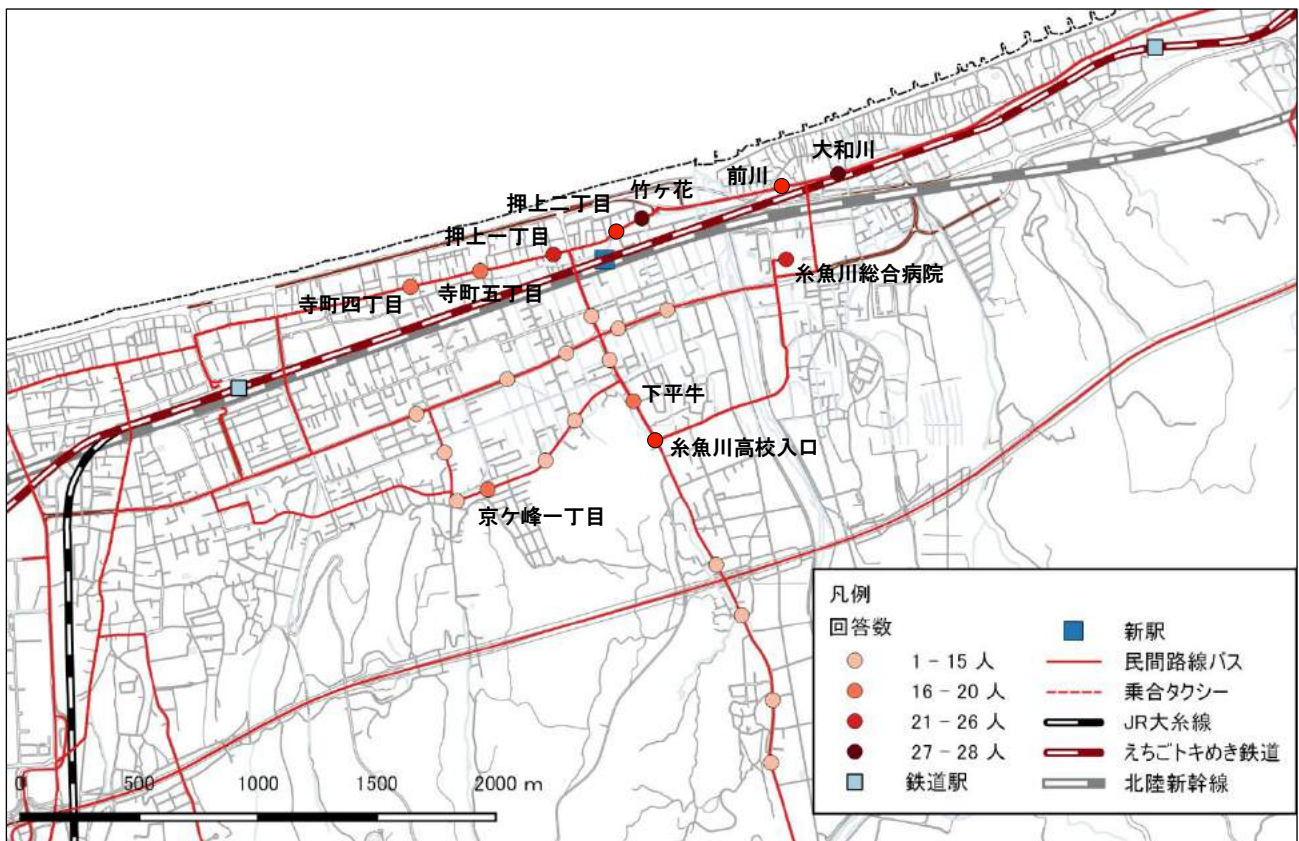 大和川
前川
竹ヶ花
押上二丁目
押上一丁目
寺町五丁目
寺町四丁目
糸魚川総合病院
下平牛
糸魚川高校入口
京ケ峰一丁目
凡例
回答数
1 - 15 人
16 - 20 人
21 - 26 人
27 - 28 人
鉄道駅
新駅
民間路線バス
乗合タクシー
JR大糸線
えちごトキめき鉄道
北陸新幹線
0 500 1000 1500 2000 m